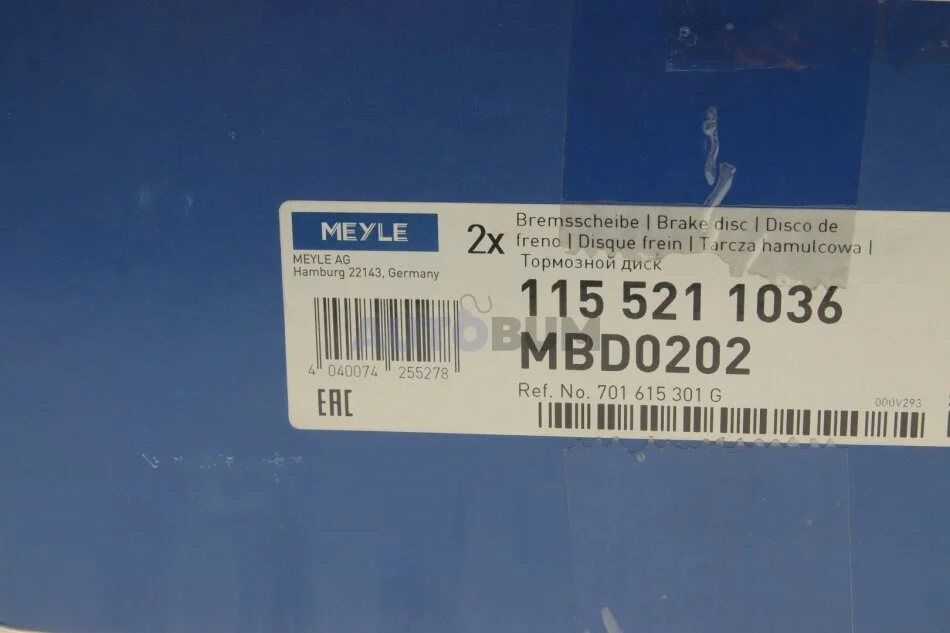 MEYLE
MEYLE AG
Hamburg 22143, Germany
2x
Bremsscheibe | Brake disc | Disco de
freno | Disque frein | Tarcza hamulcowa |
Тормозной диск
115 521 1036
MBD0202
AUTOBUM
4 040074 255278
EAC
Ref. No. 701 615 301 G
000V293